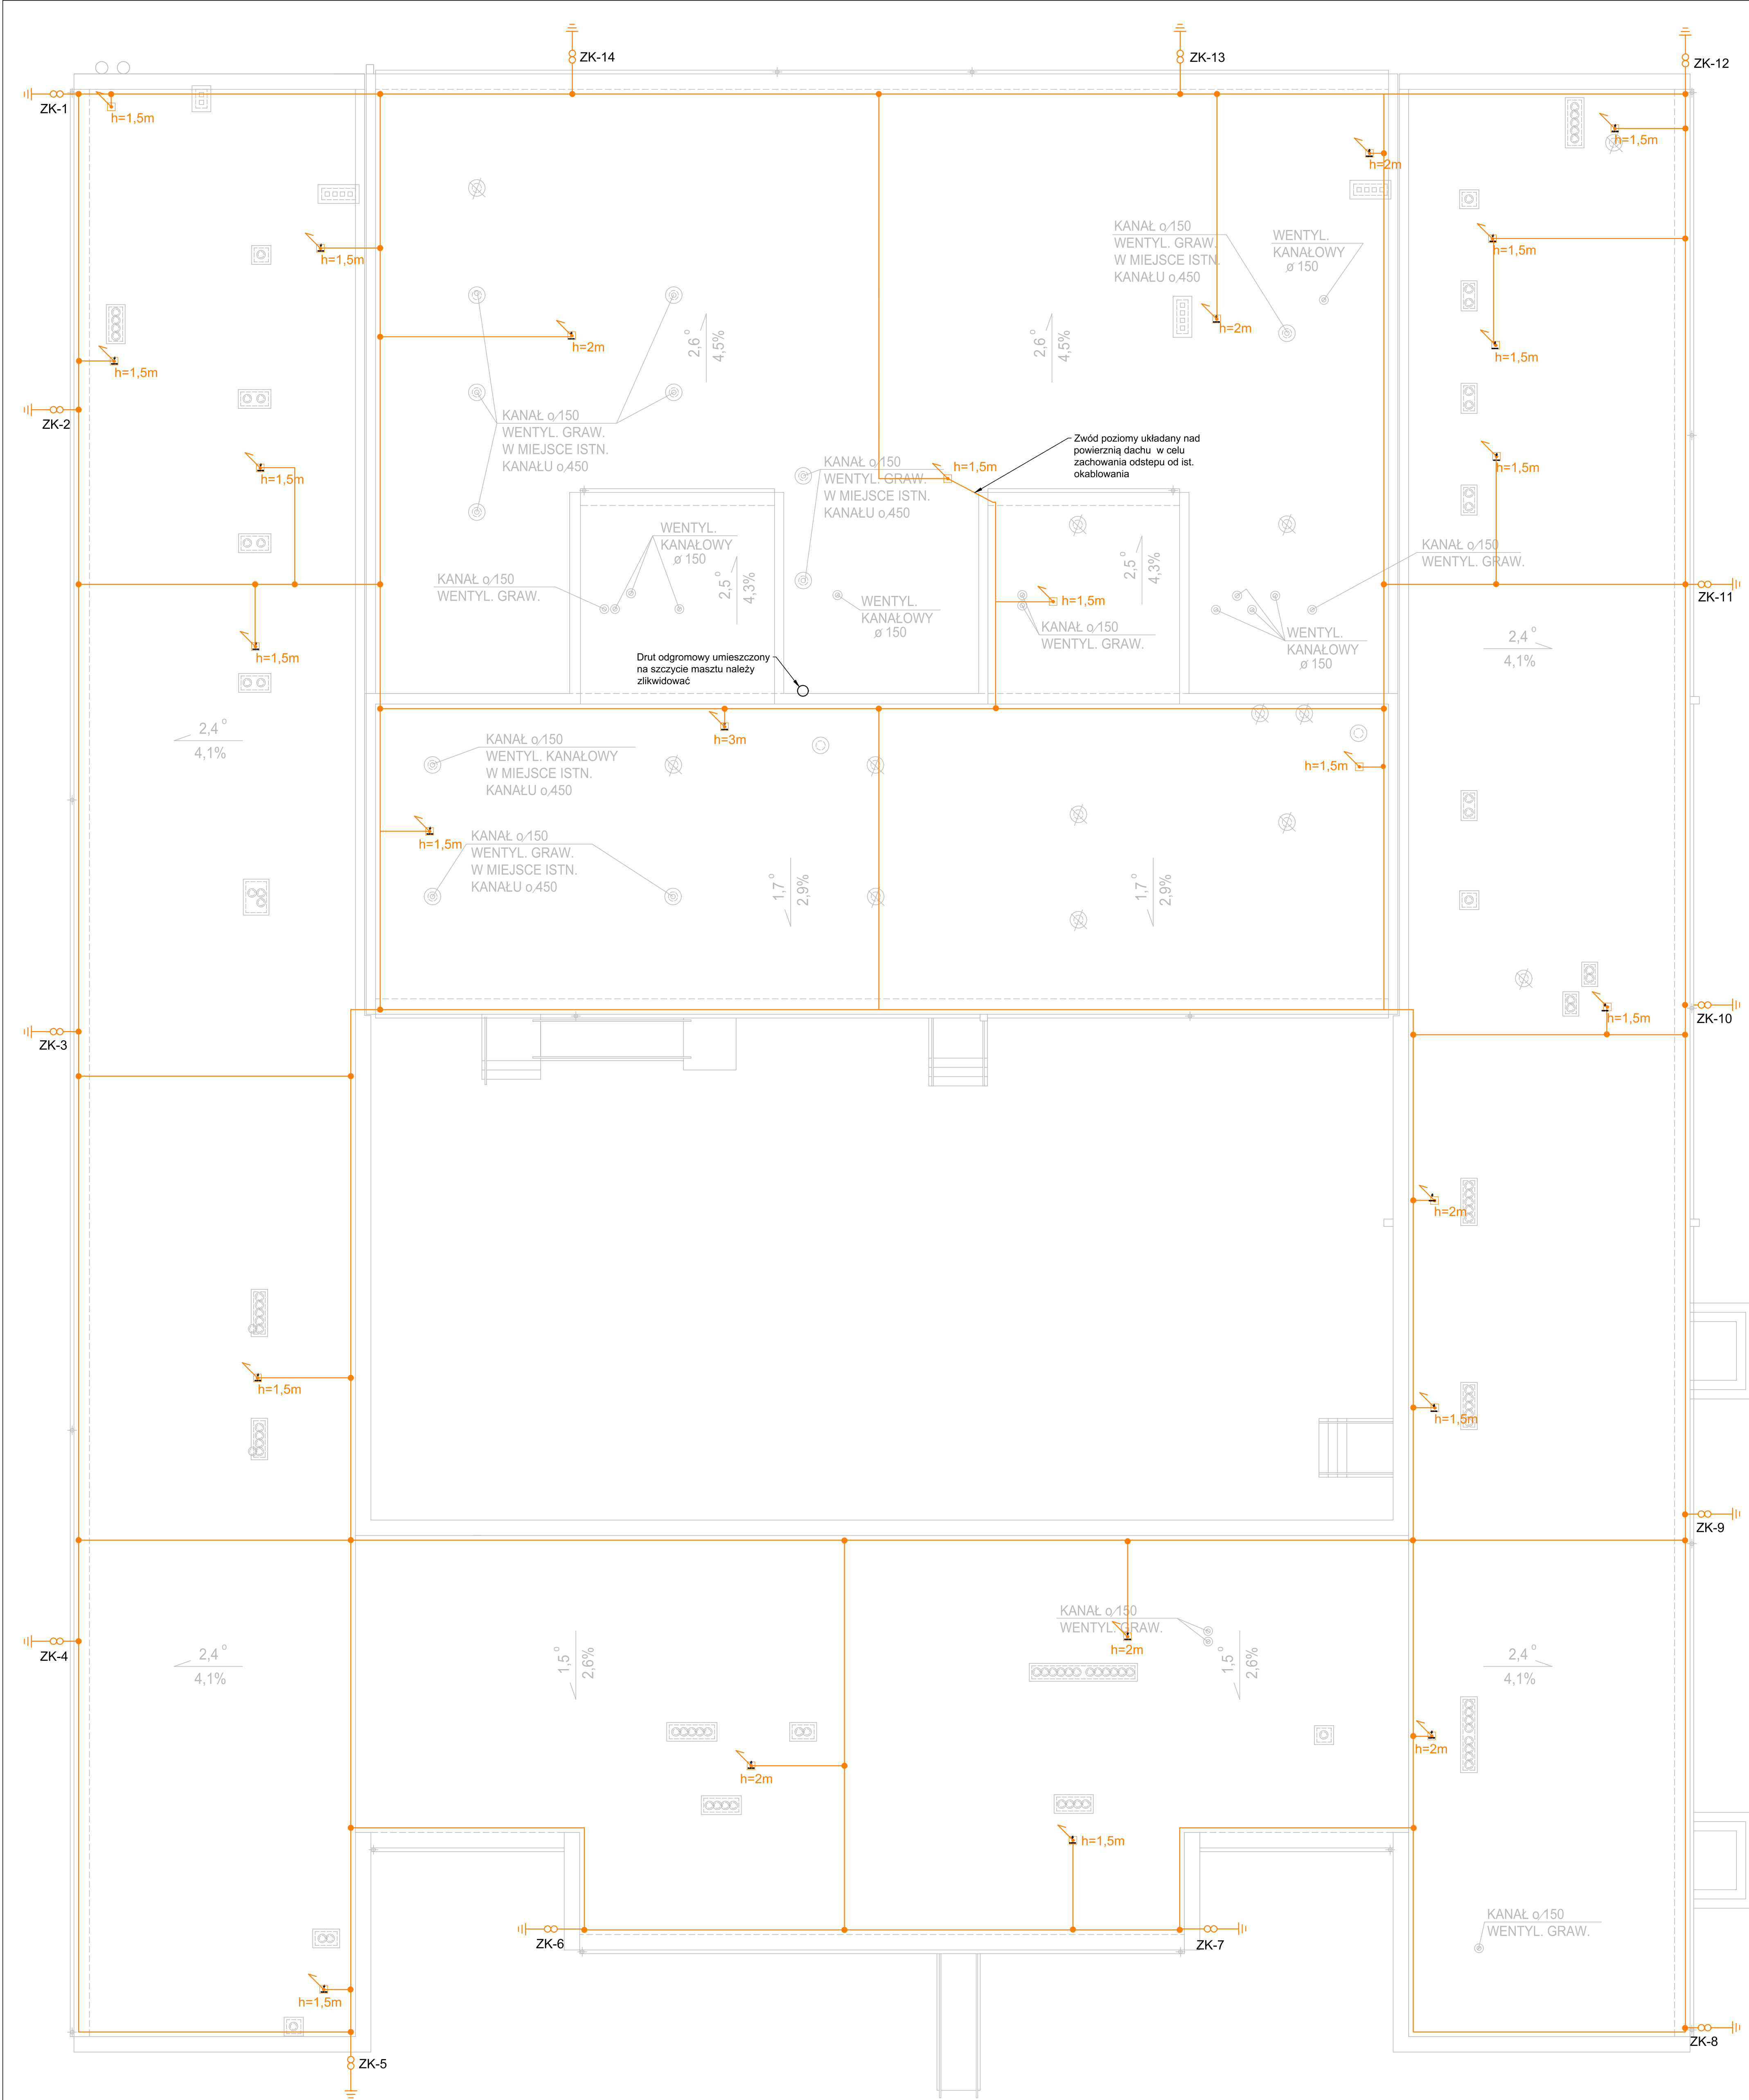 ZK-14
ZK-13
ZK-12
ZK-1
h=1,5m
h=1,5m
h=2m
KANAŁ o⁄150
WENTYL. GRAW.
W MIEJSCE ISTN.
KANAŁU o⁄450
WENTYL.
KANAŁOWY
ø 150
h=1,5m
h=1,5m
h=2m
h=2m
2,6°
4,5%
2,6°
4,5%
h=1,5m
h=1,5m
ZK-2
KANAŁ o⁄150
WENTYL. GRAW.
W MIEJSCE ISTN.
KANAŁU o⁄450
Zwód poziomy układany nad
powierznią dachu w celu
zachowania odstepu od ist.
okablowania
h=1,5m
KANAŁ o⁄150
WENTYL. GRAW.
W MIEJSCE ISTN.
KANAŁU o⁄450
h=1,5m
h=1,5m
WENTYL.
KANAŁOWY
ø 150
KANAŁ o⁄150
WENTYL. GRAW.
2,5°
4,3%
2,5°
4,3%
KANAŁ o⁄150
WENTYL. GRAW.
WENTYL.
KANAŁOWY
ø 150
h=1,5m
KANAŁ o⁄150
WENTYL. GRAW.
WENTYL.
KANAŁOWY
ø 150
ZK-11
h=1,5m
Drut odgromowy umieszczony
na szczycie masztu należy
zlikwidować
2,4°
4,1%
2,4°
4,1%
h=3m
KANAŁ o⁄150
WENTYL. KANAŁOWY
W MIEJSCE ISTN.
KANAŁU o⁄450
h=1,5m
h=1,5m
KANAŁ o⁄150
WENTYL. GRAW.
W MIEJSCE ISTN.
KANAŁU o⁄450
1,7°
2,9%
1,7°
2,9%
h=1,5m
ZK-10
ZK-3
h=2m
h=1,5m
h=1,5m
ZK-9
KANAŁ o⁄150
WENTYL. GRAW.
h=2m
ZK-4
2,4°
4,1%
1,5°
2,6%
1,5°
2,6%
2,4°
4,1%
h=2m
h=2m
h=1,5m
KANAŁ o⁄150
WENTYL. GRAW.
ZK-6
ZK-7
h=1,5m
ZK-8
ZK-5